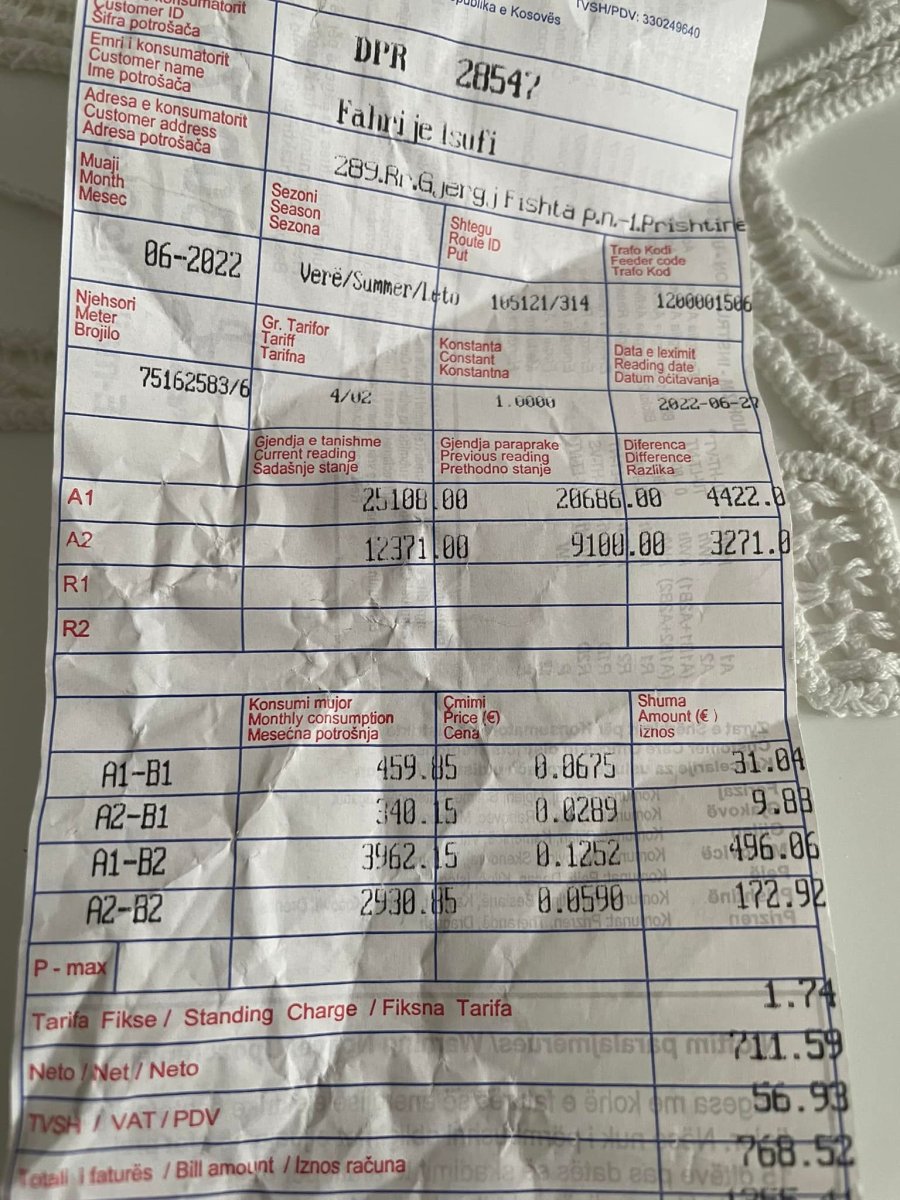 Republika e Kosovës TVSH/PDV: 330249640
Customer ID
Šifra potrošača
DPR 28547
Emri i konsumatorit
Customer name
Ime potrošača
Fahrije Isufi
Adresa e konsumatorit
Customer address
Adresa potrošača
289.Rr.Gjergj Fishta p.n.-1.Prishtine
Muaji
Month
Mesec
06-2022
Sezoni
Season
Sezona
Verë/Summer/Leto
Shtegu
Route ID
Put
105121/314
Trafo Kodi
Feeder code
Trafo Kod
1200001506
Njehsori
Meter
Brojilo
75162583/6
Gr. Tarifor
Tariff
Tarifna
4/02
Konstanta
Constant
Konstantna
1.0000
Data e leximit
Reading date
Datum očitavanja
2022-06-27
Gjendja e tanishme
Current reading
Sadašnje stanje
Gjendja paraprake
Previous reading
Prethodno stanje
Diferenca
Difference
Razlika
A1 25108.00 20686.00 4422.0
A2 12371.00 9100.00 3271.0
R1
R2
Konsumi mujor
Monthly consumption
Mesećna potrošnja
Çmimi
Price (€)
Cena
Shuma
Amount (€ )
iznos
A1-B1 459.85 0.0675 31.04
A2-B1 340.15 0.0289 9.83
A1-B2 3962.15 0.1252 496.06
A2-B2 2930.85 0.0590 172.92
P - max
Tarifa Fikse / Standing Charge / Fiksna Tarifa 1.74
Neto / Net / Neto 711.59
TVSH / VAT / PDV 56.93
Totali i faturës / Bill amount / Iznos računa 768.52